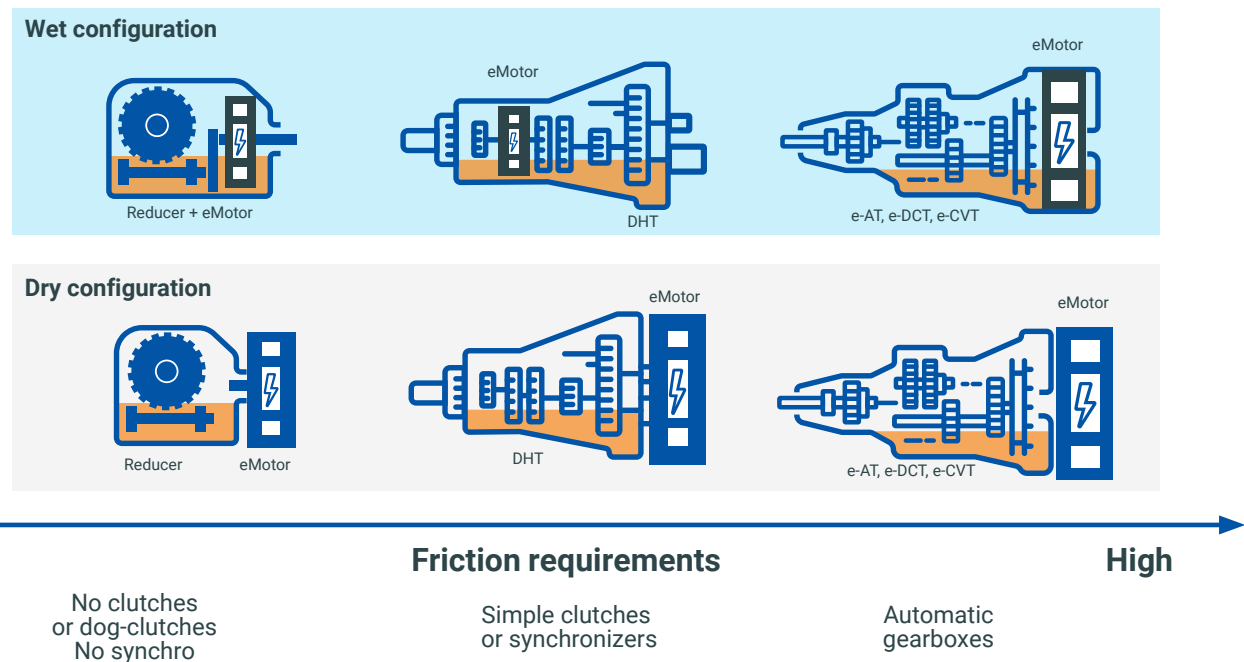 Wet configuration
eMotor
eMotor
Reducer + eMotor
DHT
e-AT, e-DCT, e-CVT
Dry configuration
eMotor
eMotor
Reducer
eMotor
DHT
e-AT, e-DCT, e-CVT
Friction requirements
High
No clutches
or dog-clutches
No synchro
Simple clutches
or synchronizers
Automatic
gearboxes